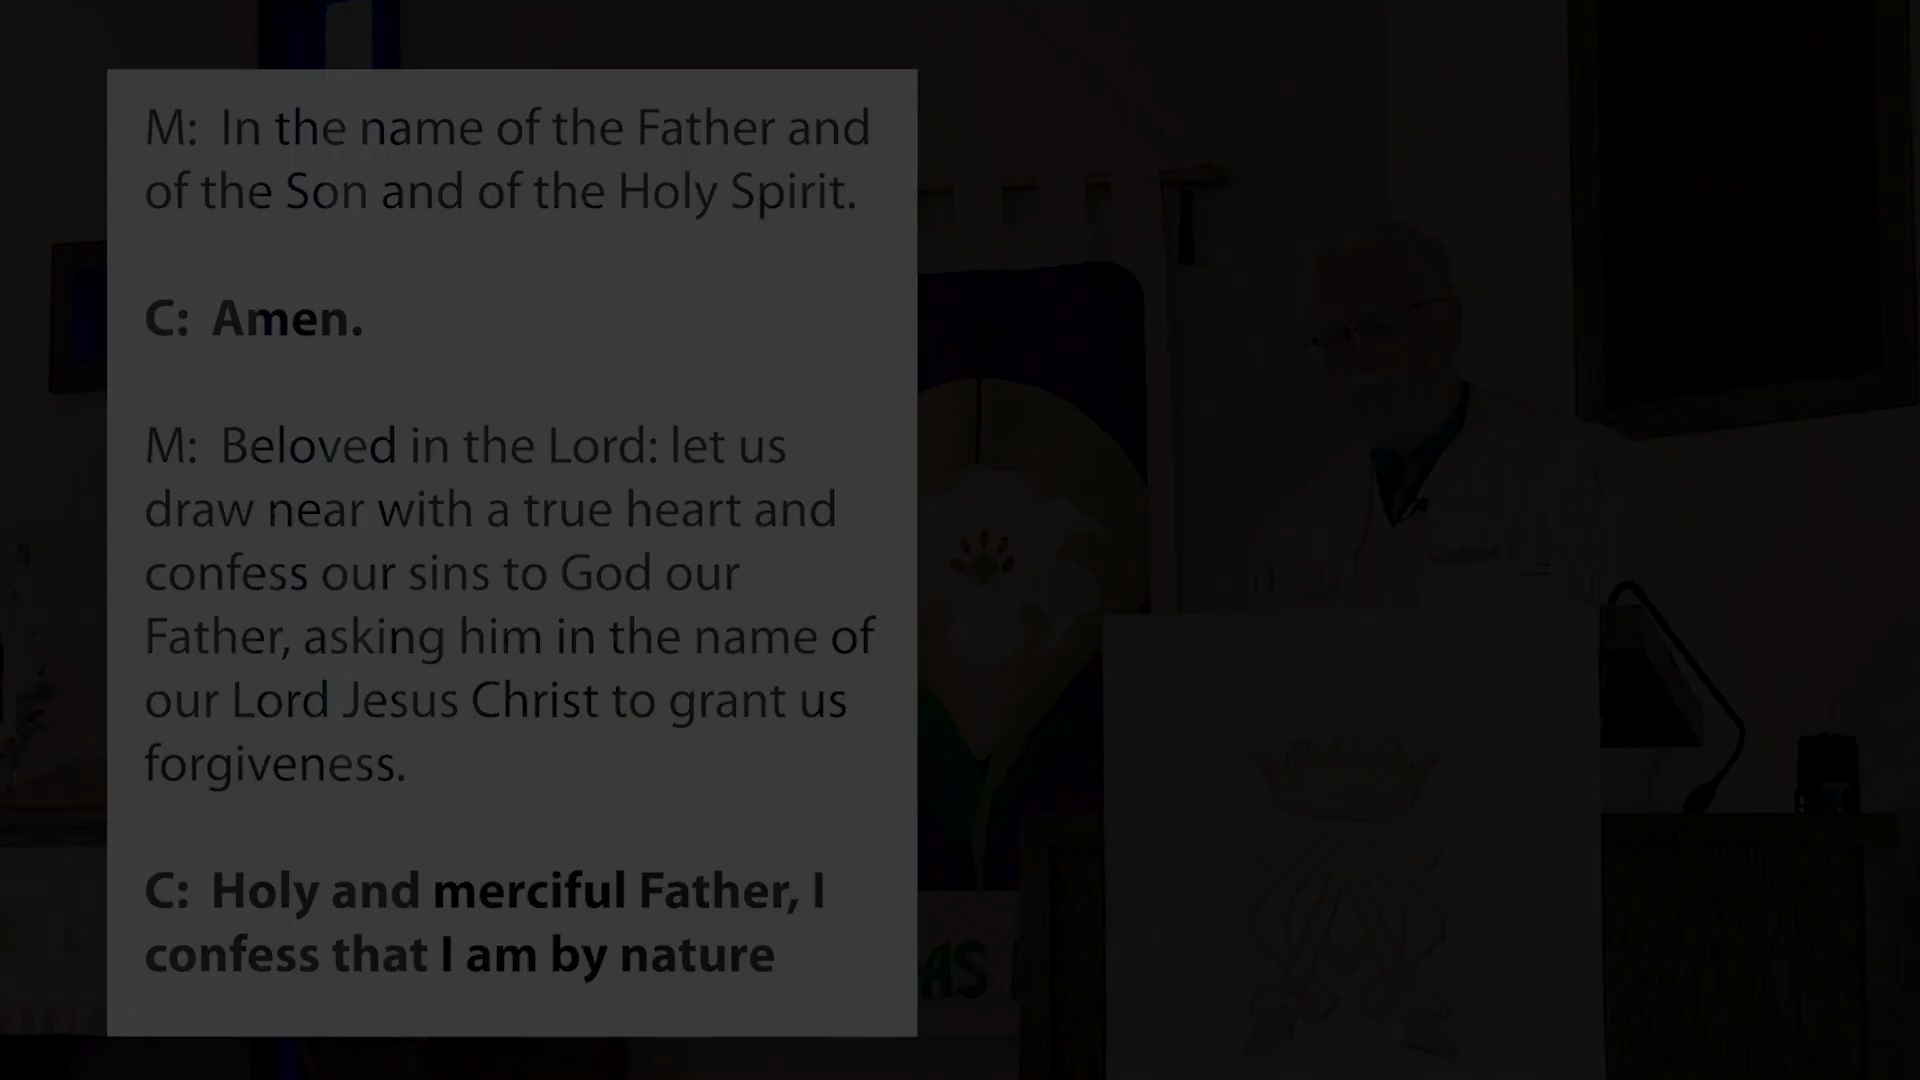 M: In the name of the Father and
of the Son and of the Holy Spirit.
C: Amen.
M: Beloved in the Lord: let us
draw near with a true heart and
confess our sins to God our
Father, asking him in the name of
our Lord Jesus Christ to grant us
forgiveness.
C: Holy and merciful Father, I
confess that I am by nature
AS